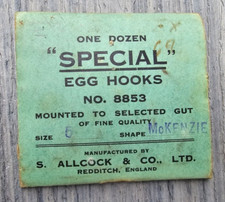 ONE DOZEN
"SPECIAL"
EGG HOOKS
NO. 8853
MOUNTED TO SELECTED GUT
OF FINE QUALITY
SIZE 6 SHAPE McKENZIE
MANUFACTURED BY
S. ALLCOCK & CO., LTD.
REDDITCH, ENGLAND